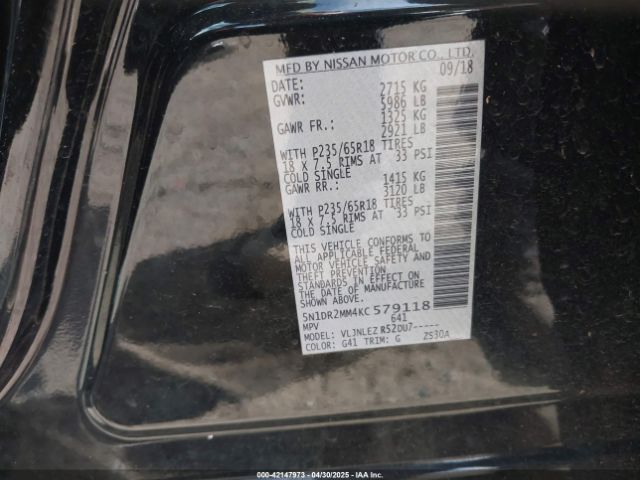 MFD BY NISSAN MOTOR CO., LTD.
DATE: 09/18
GVWR: 2715 KG
5986 LB
GAWR FR.: 1325 KG
2921 LB
WITH P235/65R18 TIRES
18 X 7.5 RIMS AT 33 PSI
COLD SINGLE
GAWR RR.: 1415 KG
3120 LB
WITH P235/65R18 TIRES
18 X 7.5 RIMS AT 33 PSI
COLD SINGLE
THIS VEHICLE CONFORMS TO
ALL APPLICABLE FEDERAL
MOTOR VEHICLE SAFETY AND
THEFT PREVENTION
STANDARDS IN EFFECT ON
THE DATE OF MANUFACTURE
SHOWN ABOVE.
5N1DR2MM4KC579118
MPV 641
MODEL: VLJNLEZ R520U7-----
COLOR: G41 TRIM: G ZS30A
000-42147973 - 04/30/2025 - IAA Inc.